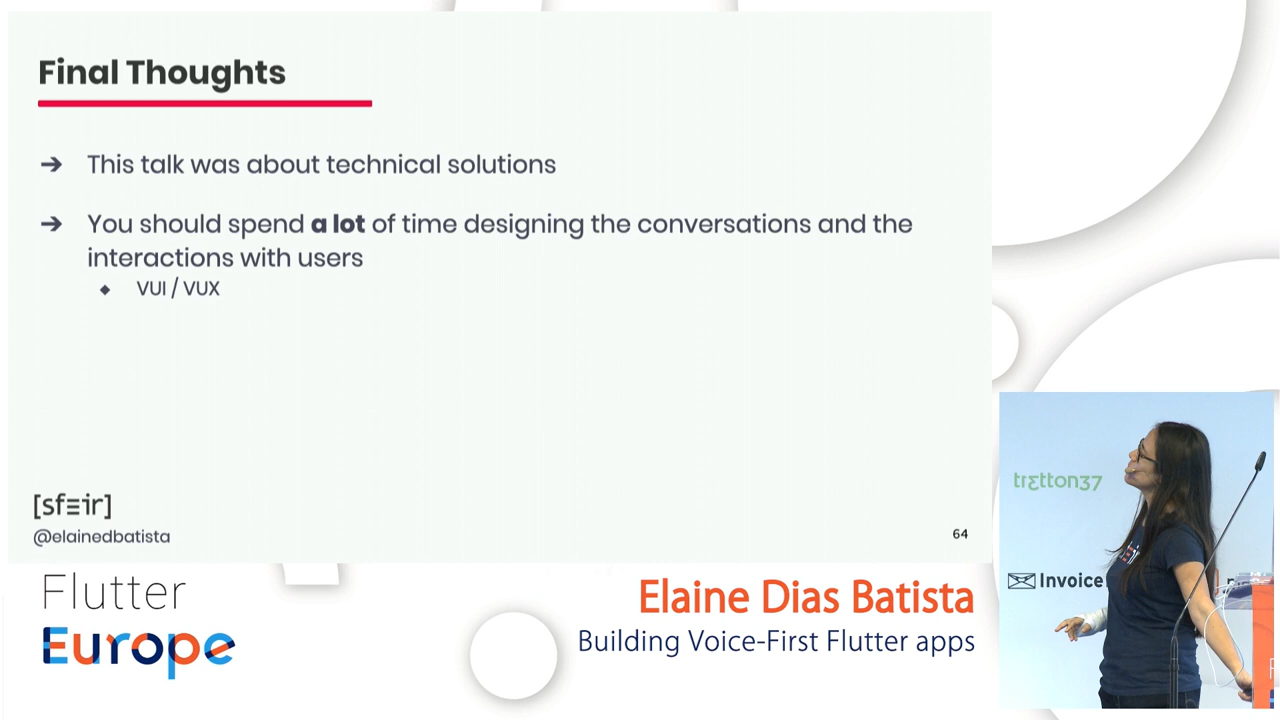 Final Thoughts
➔ This talk was about technical solutions
➔ You should spend a lot of time designing the conversations and the
interactions with users
◆ VUI / VUX
[sfeir]
@elainedbatista
64
tretton37
Invoice
Flutter
Europe
Elaine Dias Batista
Building Voice-First Flutter apps